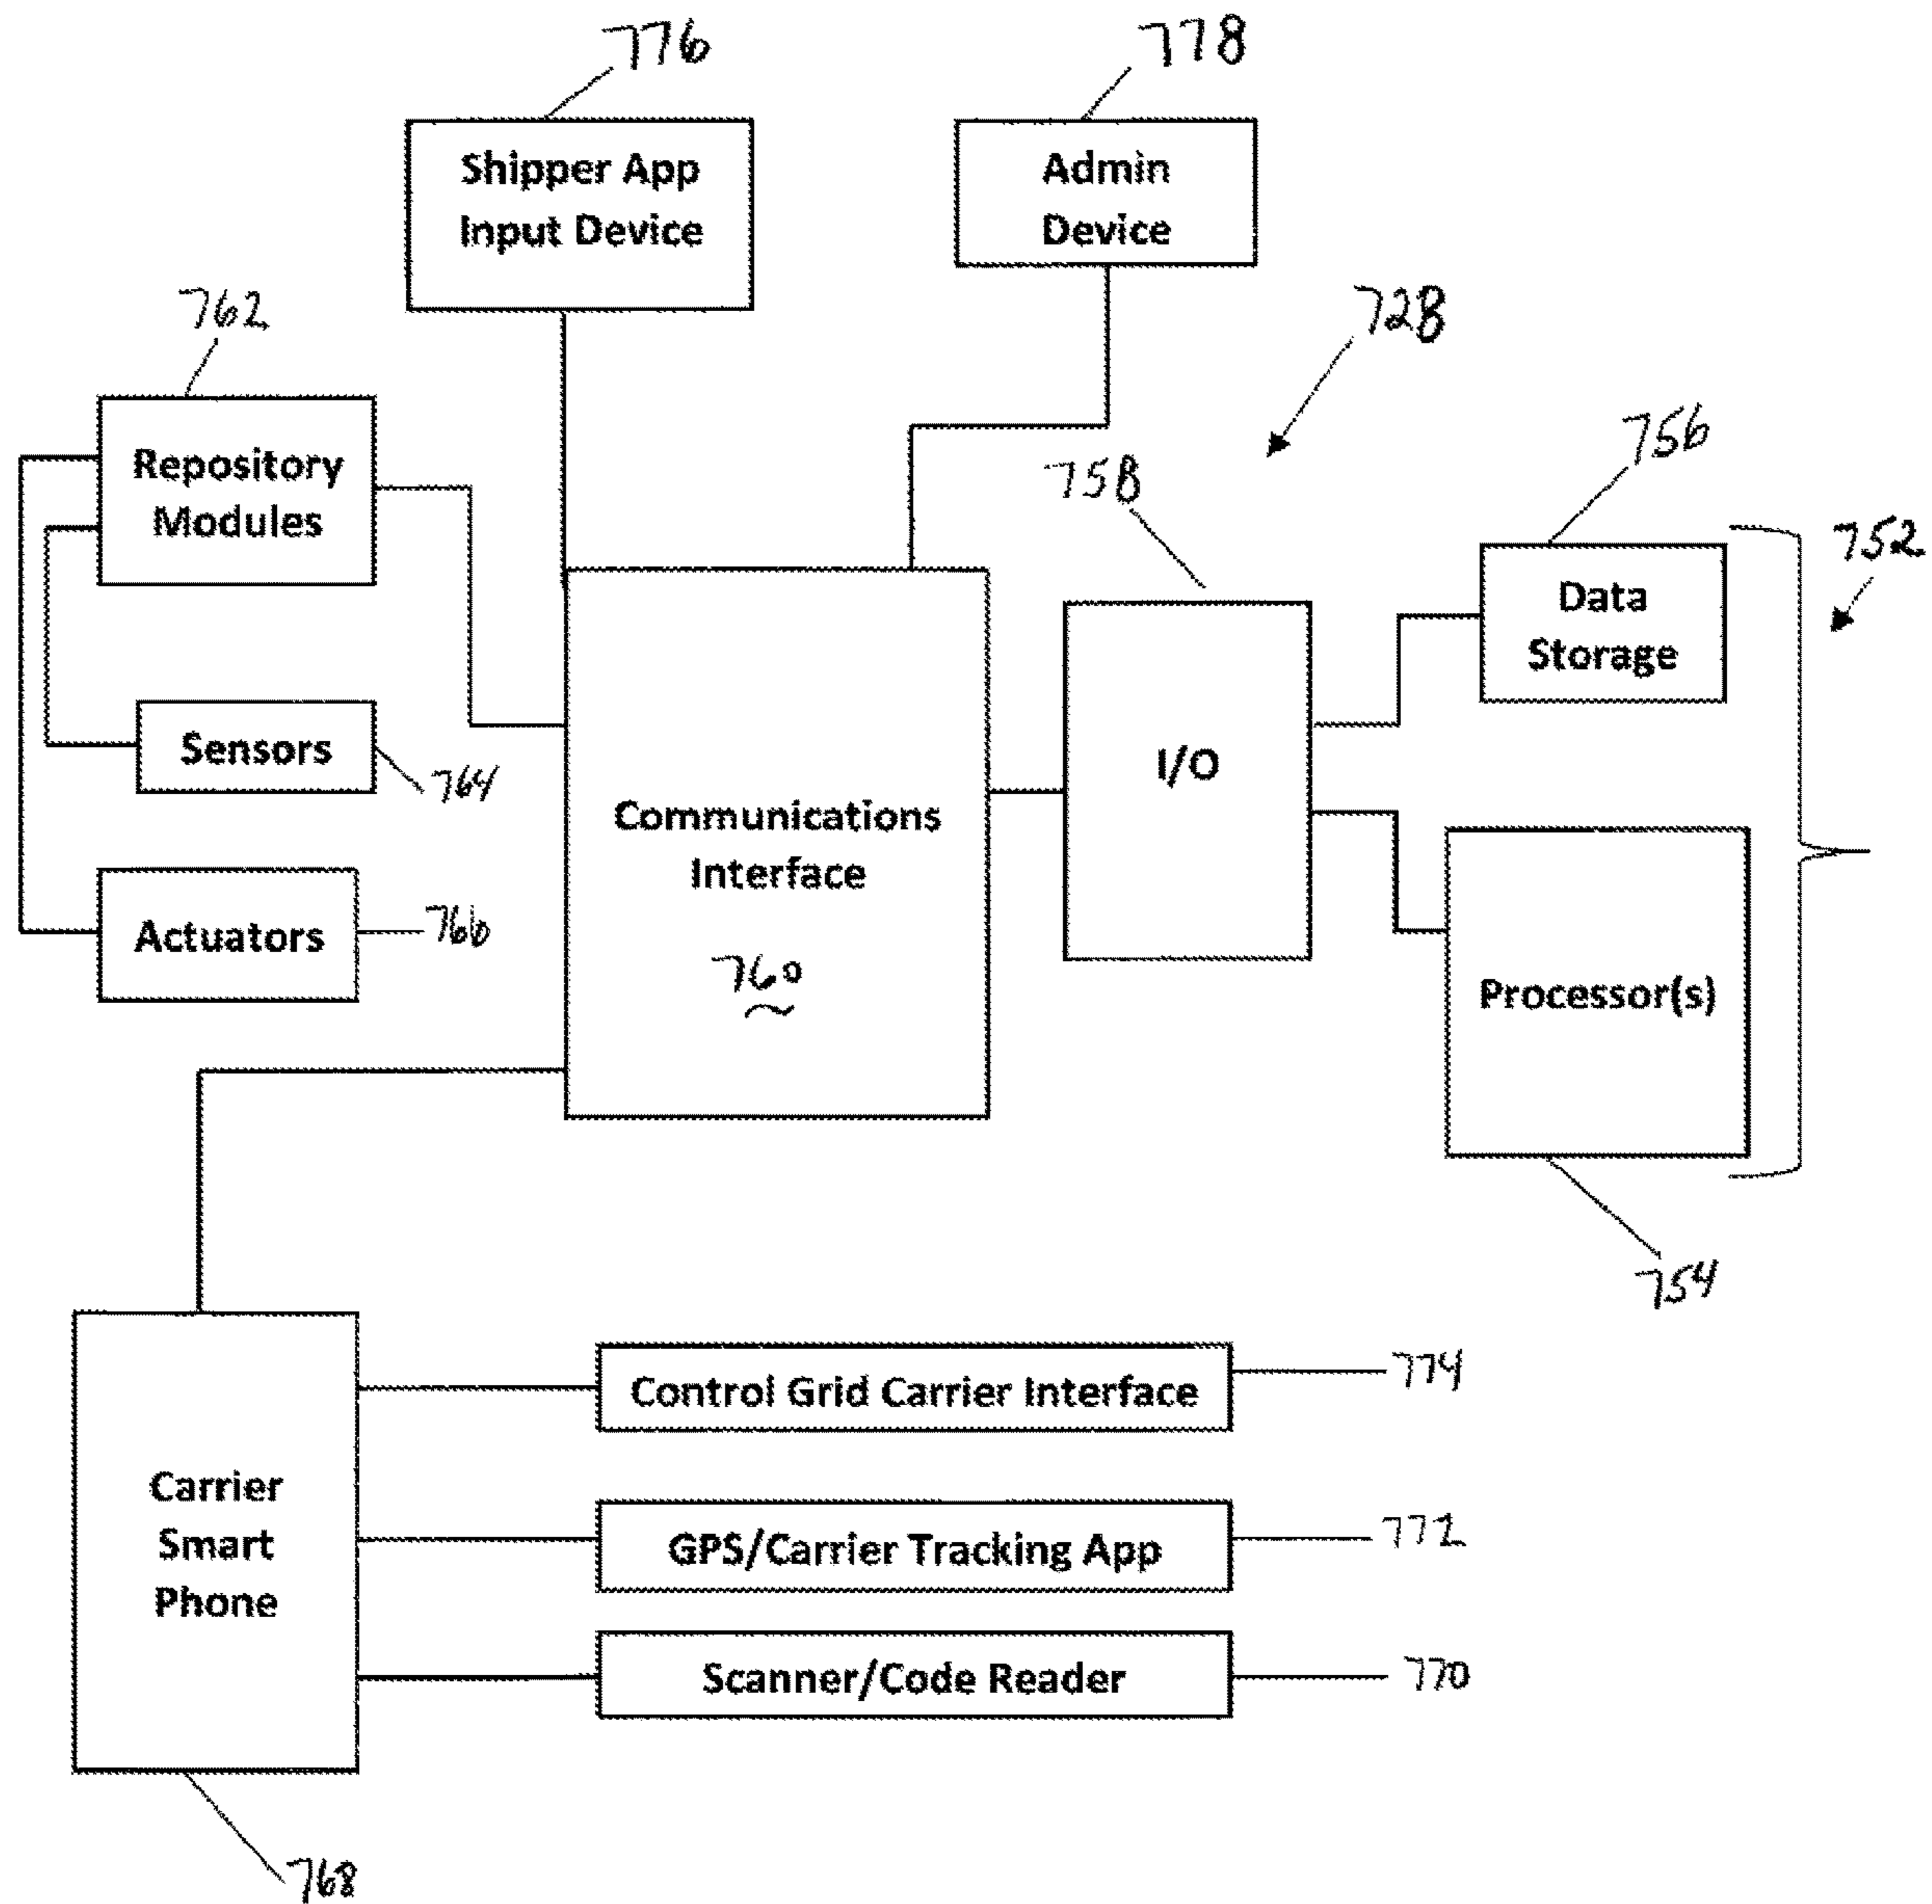 776
778
Shipper App
Input Device
Admin
Device
762
728
Repository
Modules
758
756
752
Data
Storage
Sensors
764
I/O
Communications
Interface
760
Actuators
766
Processor(s)
754
Carrier
Smart
Phone
Control Grid Carrier Interface
774
GPS/Carrier Tracking App
772
Scanner/Code Reader
770
768